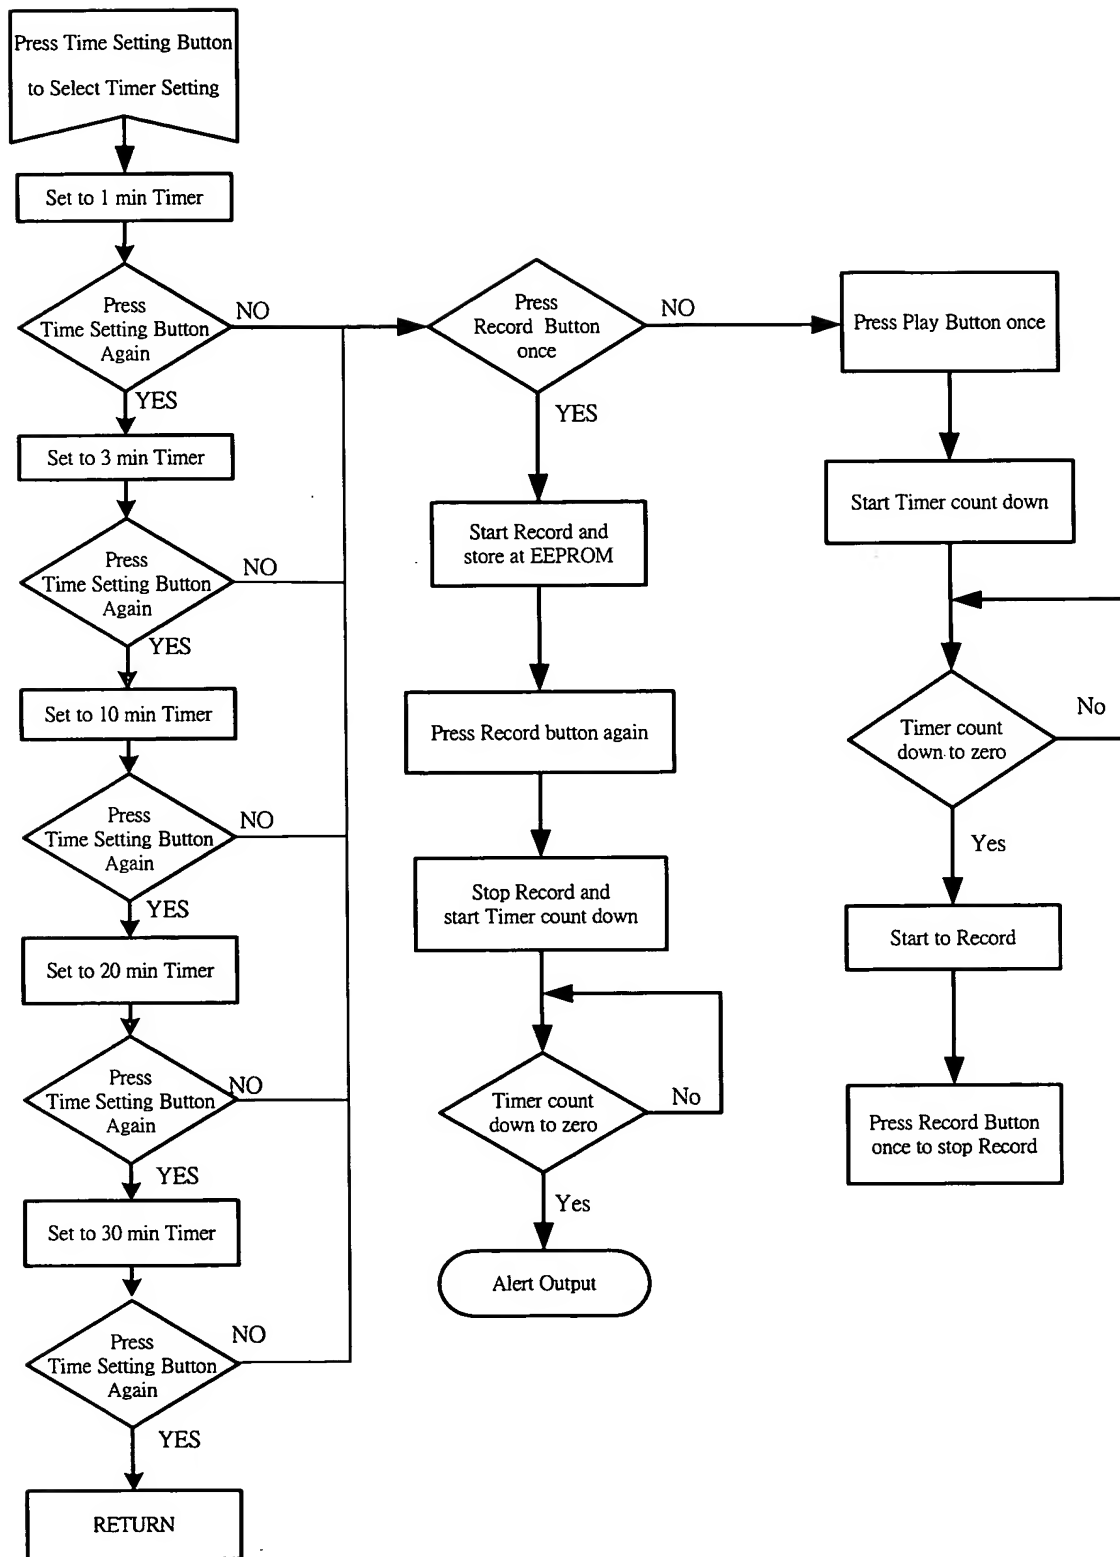 Press Time Setting Button
to Select Timer Setting
Set to 1 min Timer
Press
Time Setting Button
Again
NO
YES
Set to 3 min Timer
Press
Time Setting Button
Again
NO
YES
Set to 10 min Timer
Press
Time Setting Button
Again
NO
YES
Set to 20 min Timer
Press
Time Setting Button
Again
NO
YES
Set to 30 min Timer
Press
Time Setting Button
Again
NO
YES
RETURN
Press
Record Button
once
NO
YES
Start Record and
store at EEPROM
Press Record button again
Stop Record and
start Timer count down
Timer count
down to zero
No
Yes
Alert Output
Press Play Button once
Start Timer count down
Timer count
down to zero
No
Yes
Start to Record
Press Record Button
once to stop Record